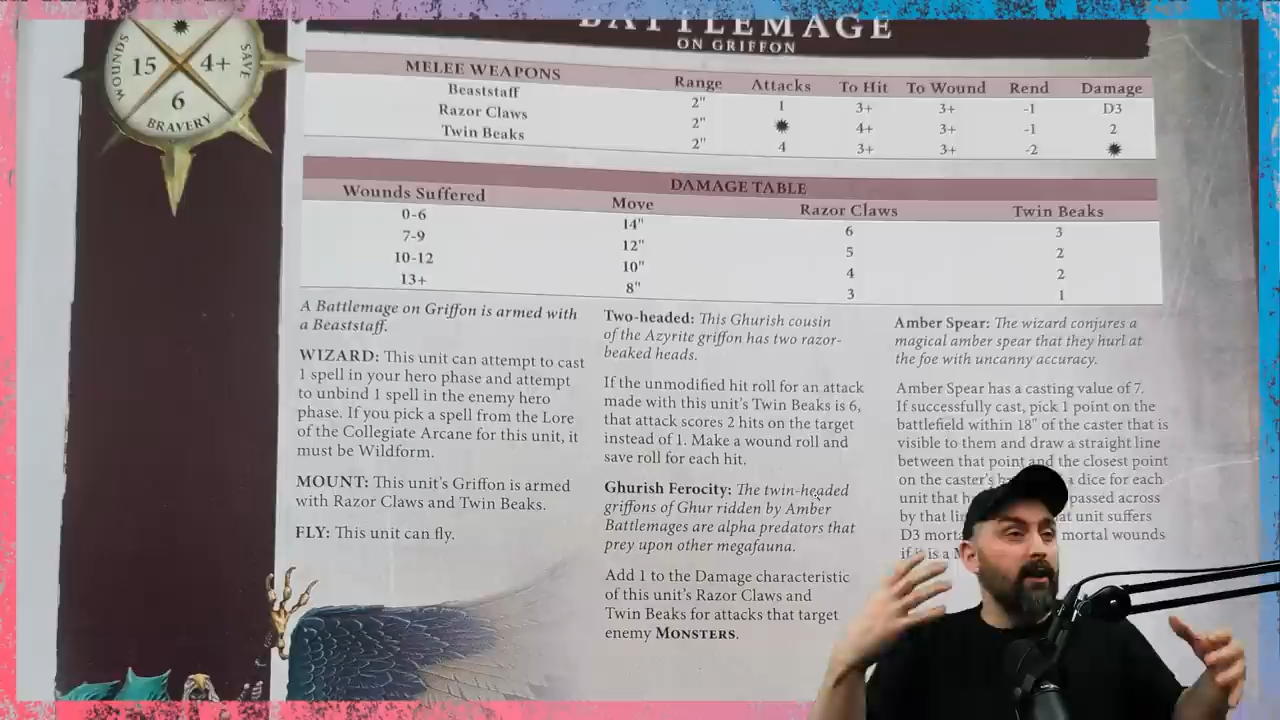 BATTLEMAGE
ON GRIFFON
WOUNDS
15
4+
SAVE
6
BRAVERY
MELEE WEAPONS Range Attacks To Hit To Wound Rend Damage
Beaststaff 2" 1 3+ 3+ -1 D3
Razor Claws 2" 4+ 3+ -1 2
Twin Beaks 2" 4 3+ 3+ -2
DAMAGE TABLE
Wounds Suffered Move Razor Claws Twin Beaks
0-6 14" 6 3
7-9 12" 5 2
10-12 10" 4 2
13+ 8" 3 1
A Battlemage on Griffon is armed with
a Beaststaff.
WIZARD: This unit can attempt to cast
1 spell in your hero phase and attempt
to unbind 1 spell in the enemy hero
phase. If you pick a spell from the Lore
of the Collegiate Arcane for this unit, it
must be Wildform.
MOUNT: This unit's Griffon is armed
with Razor Claws and Twin Beaks.
FLY: This unit can fly.
Two-headed: This Ghurish cousin
of the Azyrite griffon has two razor-
beaked heads.
If the unmodified hit roll for an attack
made with this unit's Twin Beaks is 6,
that attack scores 2 hits on the target
instead of 1. Make a wound roll and
save roll for each hit.
Ghurish Ferocity: The twin-headed
griffons of Ghur ridden by Amber
Battlemages are alpha predators that
prey upon other megafauna.
Add 1 to the Damage characteristic
of this unit's Razor Claws and
Twin Beaks for attacks that target
enemy MONSTERS.
Amber Spear: The wizard conjures a
magical amber spear that they hurl at
the foe with uncanny accuracy.
Amber Spear has a casting value of 7.
If successfully cast, pick 1 point on the
battlefield within 18" of the caster that is
visible to them and draw a straight line
between that point and the closest point
on the caster's a dice for each
unit that passed across
by that unit suffers
D3 mortal wounds
if it is a